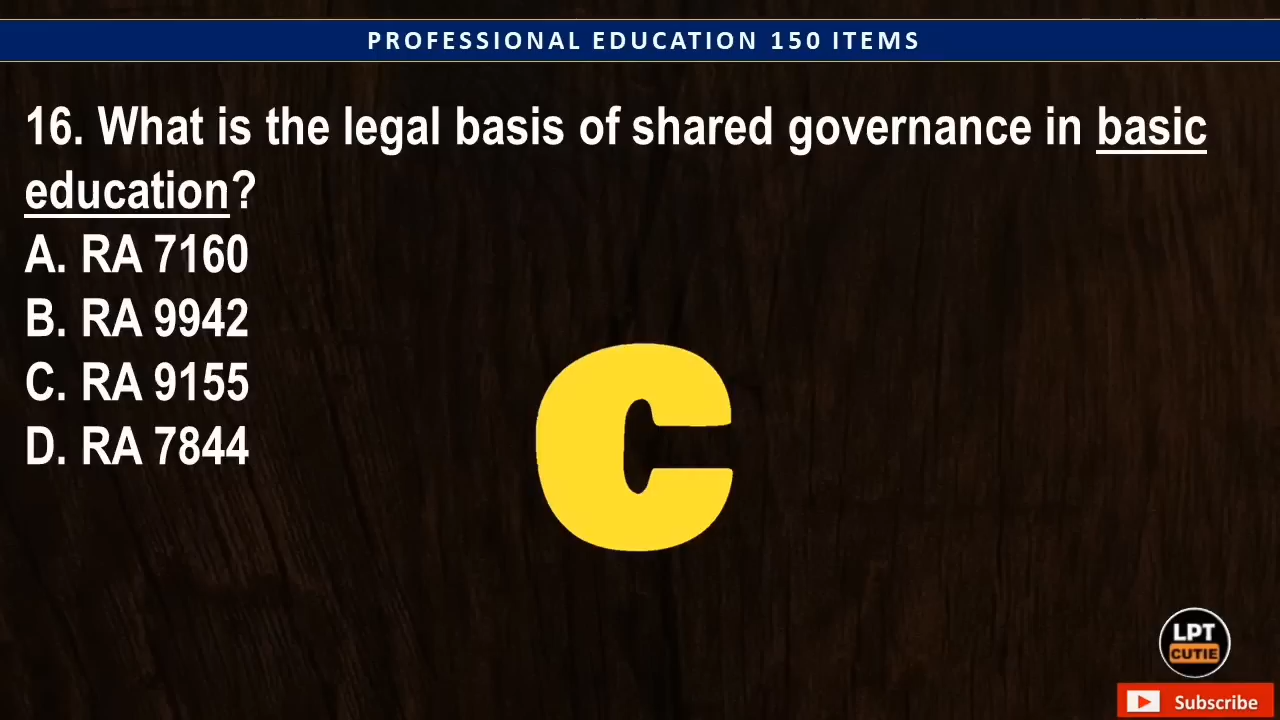 PROFESSIONAL EDUCATION 150 ITEMS
16. What is the legal basis of shared governance in basic
education?
A. RA 7160
B. RA 9942
C. RA 9155
D. RA 7844
C
LPT
CUTIE
Subscribe